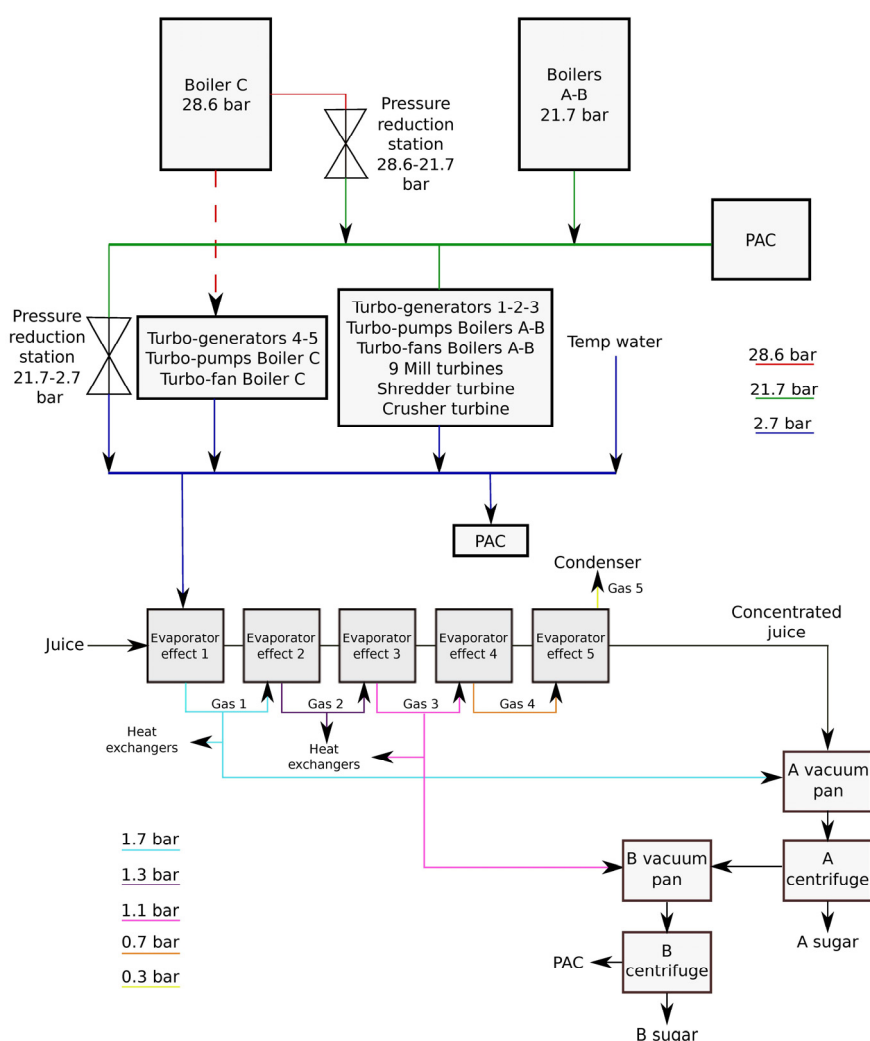 Boiler C
28.6 bar
Pressure
reduction
station
28.6-21.7
bar
Boilers
A-B
21.7 bar
PAC
Pressure
reduction
station
21.7-2.7
bar
Turbo-generators 4-5
Turbo-pumps Boiler C
Turbo-fan Boiler C
Turbo-generators 1-2-3
Turbo-pumps Boilers A-B
Turbo-fans Boilers A-B
9 Mill turbines
Shredder turbine
Crusher turbine
Temp water
28.6 bar
21.7 bar
2.7 bar
PAC
Condenser
Gas 5
Juice
Evaporator
effect 1
Evaporator
effect 2
Evaporator
effect 3
Evaporator
effect 4
Evaporator
effect 5
Concentrated
juice
Gas 1
Gas 2
Gas 3
Gas 4
Heat
exchangers
Heat
exchangers
A vacuum
pan
1.7 bar
1.3 bar
1.1 bar
0.7 bar
0.3 bar
B vacuum
pan
A
centrifuge
A sugar
PAC
B
centrifuge
B sugar